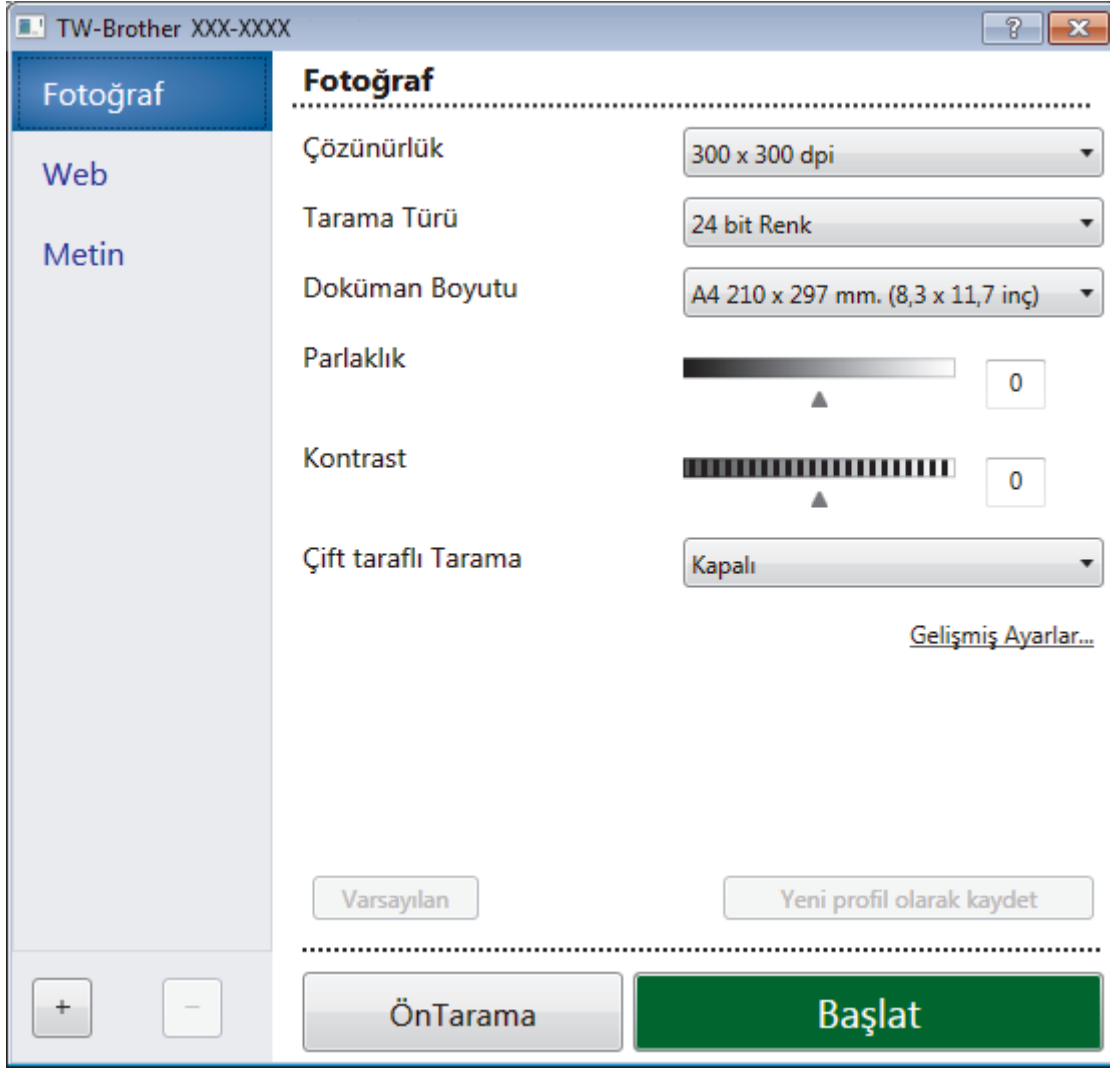 TW-Brother XXX-XXXX
Fotoğraf
Web
Metin
Fotoğraf
Çözünürlük
300 x 300 dpi
Tarama Türü
24 bit Renk
Doküman Boyutu
A4 210 x 297 mm. (8,3 x 11,7 inç)
Parlaklık
0
Kontrast
0
Çift taraflı Tarama
Kapalı
Gelişmiş Ayarlar...
Varsayılan
Yeni profil olarak kaydet
+
−
ÖnTarama
Başlat